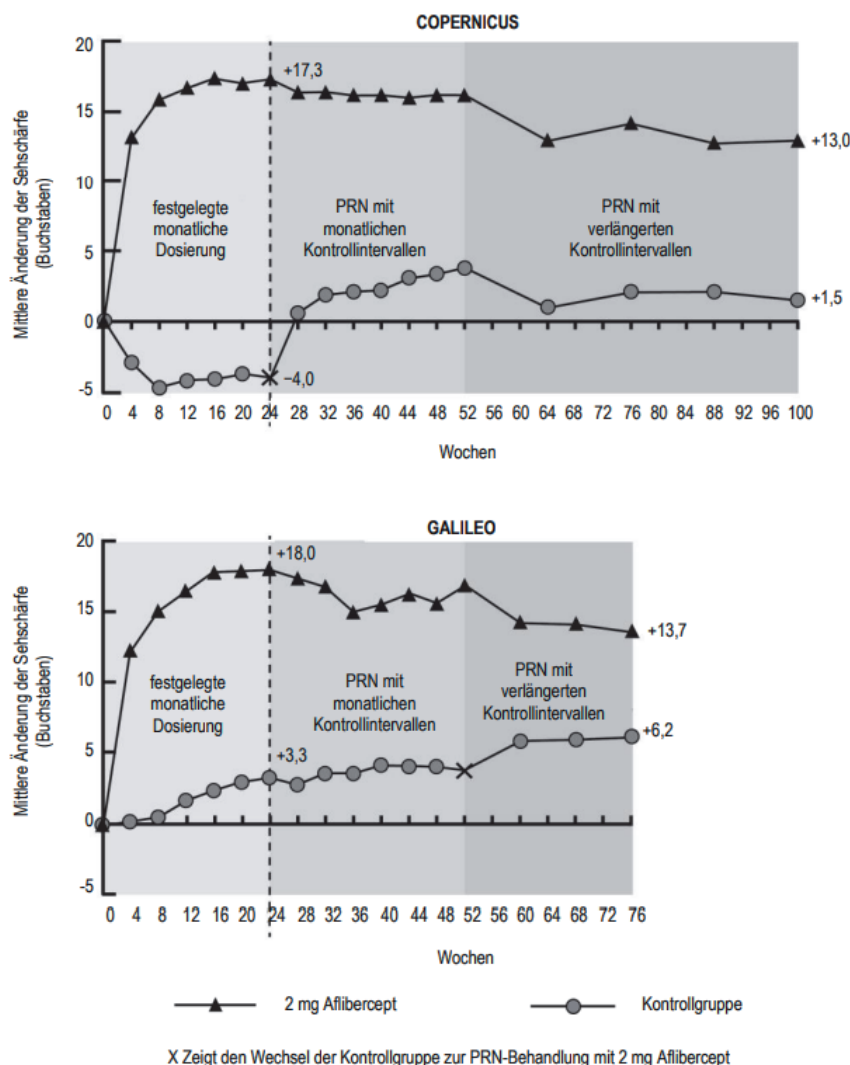 COPERNICUS
20
15
10
5
0
-5
Mittlere Änderung der Sehschärfe
(Buchstaben)
+17,3
+13,0
festgelegte
monatliche
Dosierung
PRN mit
monatlichen
Kontrollintervallen
PRN mit
verlängerten
Kontrollintervallen
+1,5
−4,0
0 4 8 12 16 20 24 28 32 36 40 44 48 52 56 60 64 68 72 76 80 84 88 92 96 100
Wochen
GALILEO
20
15
10
5
0
-5
Mittlere Änderung der Sehschärfe
(Buchstaben)
+18,0
+13,7
festgelegte
monatliche
Dosierung
PRN mit
monatlichen
Kontrollintervallen
PRN mit
verlängerten
Kontrollintervallen
+3,3
+6,2
0 4 8 12 16 20 24 28 32 36 40 44 48 52 56 60 64 68 72 76
Wochen
2 mg Aflibercept
Kontrollgruppe
X Zeigt den Wechsel der Kontrollgruppe zur PRN-Behandlung mit 2 mg Aflibercept